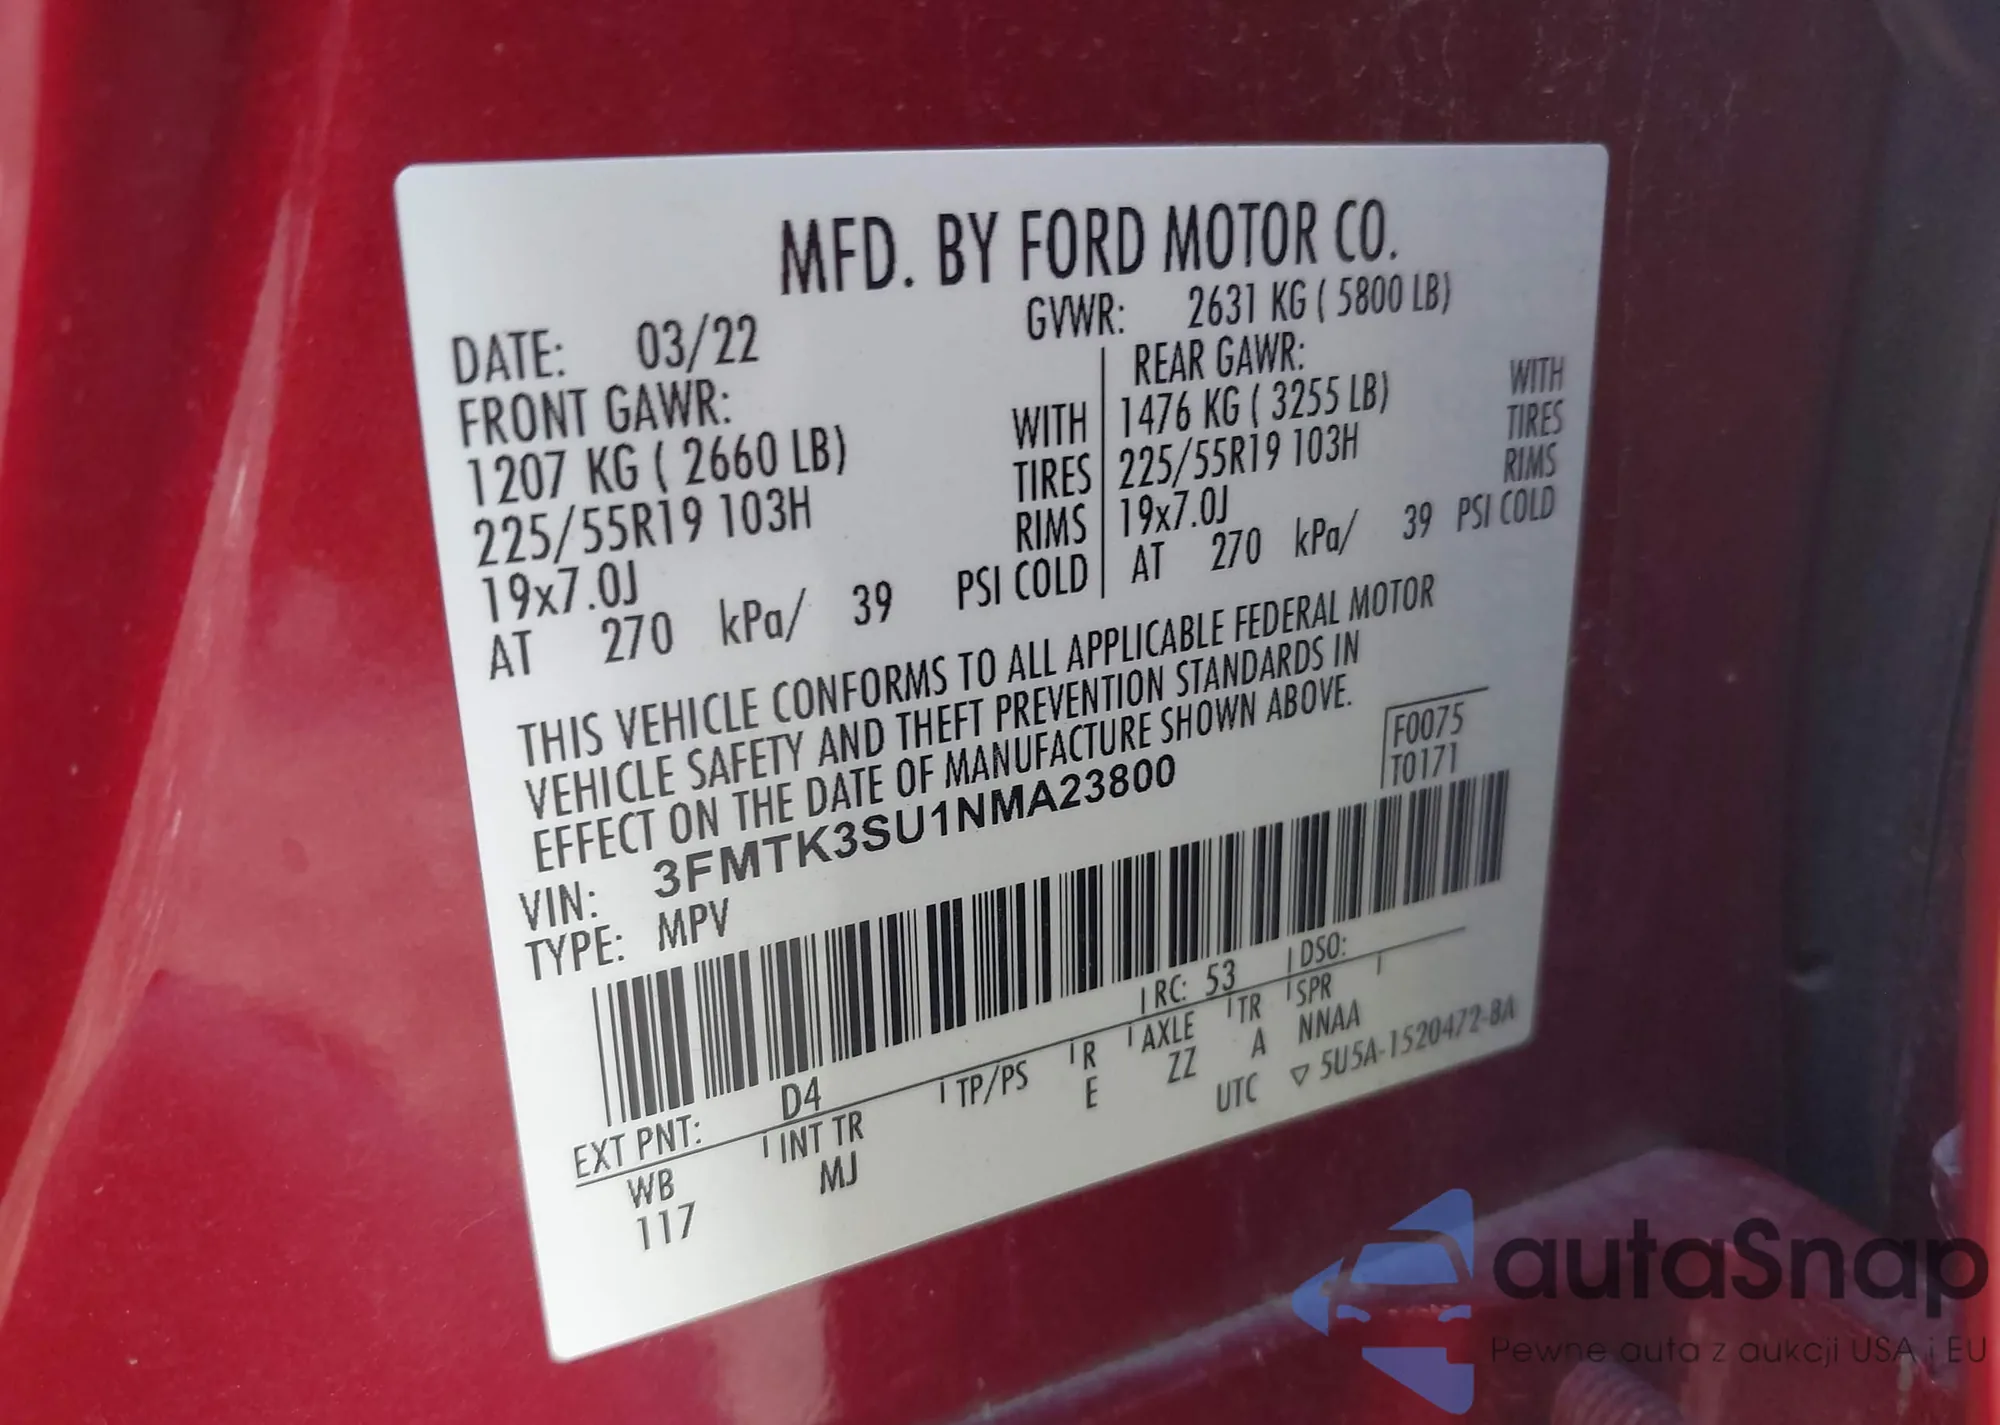 MFD. BY FORD MOTOR CO.
DATE: 03/22 GVWR: 2631 KG ( 5800 LB)
FRONT GAWR: REAR GAWR:
1207 KG ( 2660 LB) WITH 1476 KG ( 3255 LB) WITH
225/55R19 103H TIRES 225/55R19 103H TIRES
19x7.0J RIMS 19x7.0J RIMS
AT 270 kPa/ 39 PSI COLD AT 270 kPa/ 39 PSI COLD
THIS VEHICLE CONFORMS TO ALL APPLICABLE FEDERAL MOTOR
VEHICLE SAFETY AND THEFT PREVENTION STANDARDS IN
EFFECT ON THE DATE OF MANUFACTURE SHOWN ABOVE.
F0075
T0171
VIN: 3FMTK3SU1NMA23800
TYPE: MPV
EXT PNT: D4 RC: 53 DSO:
WB INT TR TP/PS R AXLE TR SPR
117 MJ E ZZ A NNAA
UTC ▽ 5U5A-1520472-BA
autaSnap
Pewne auta z aukcji USA i EU